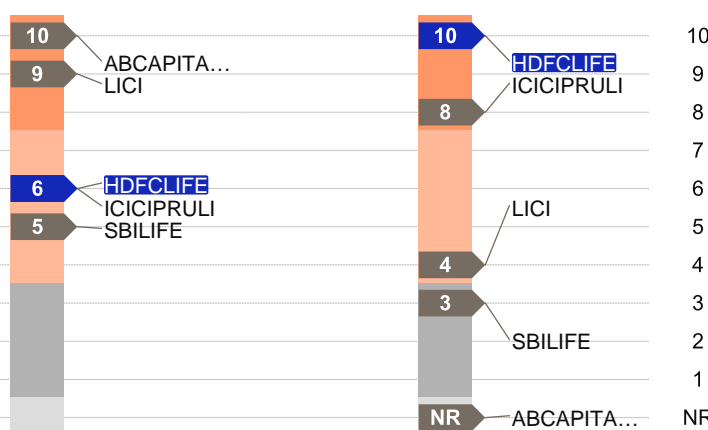 10 ABCAPITA...
9 LICI
6 HDFCLIFE
ICICIPRULI
5 SBILIFE
10 HDFCLIFE
8 ICICIPRULI
4 LICI
3 SBILIFE
NR ABCAPITA...
10
9
8
7
6
5
4
3
2
1
NR